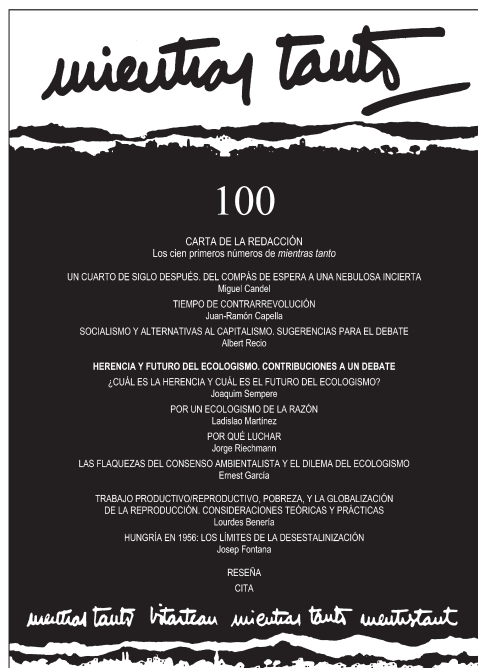 mientras tanto
100
CARTA DE LA REDACCIÓN
Los cien primeros números de mientras tanto
UN CUARTO DE SIGLO DESPUÉS. DEL COMPÁS DE ESPERA A UNA NEBULOSA INCIERTA
Miguel Candel
TIEMPO DE CONTRARREVOLUCIÓN
Juan-Ramón Capella
SOCIALISMO Y ALTERNATIVAS AL CAPITALISMO. SUGERENCIAS PARA EL DEBATE
Albert Recio
HERENCIA Y FUTURO DEL ECOLOGISMO. CONTRIBUCIONES A UN DEBATE
¿CUÁL ES LA HERENCIA Y CUÁL ES EL FUTURO DEL ECOLOGISMO?
Joaquim Sempere
POR UN ECOLOGISMO DE LA RAZÓN
Ladislao Martínez
POR QUÉ LUCHAR
Jorge Riechmann
LAS FLAQUEZAS DEL CONSENSO AMBIENTALISTA Y EL DILEMA DEL ECOLOGISMO
Ernest García
TRABAJO PRODUCTIVO/REPRODUCTIVO, POBREZA, Y LA GLOBALIZACIÓN
DE LA REPRODUCCIÓN. CONSIDERACIONES TEÓRICAS Y PRÁCTICAS
Lourdes Benería
HUNGRÍA EN 1956: LOS LÍMITES DE LA DESESTALINIZACIÓN
Josep Fontana
RESEÑA
CITA
mentras tanto bitartean mientras tanto mentrestant